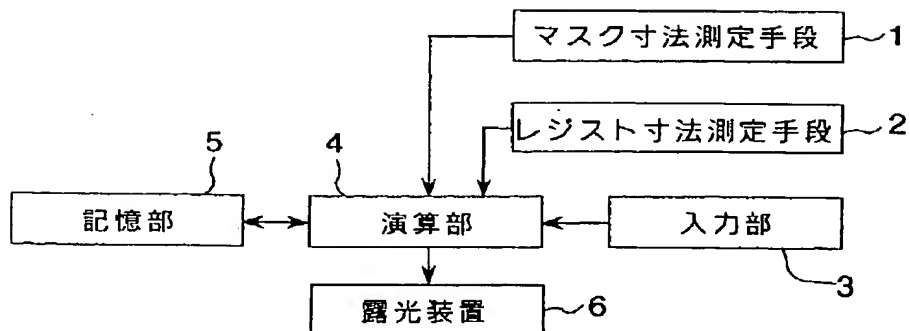 マスク寸法測定手段 1
レジスト寸法測定手段 2
5 4
記憶部 演算部 入力部
3
露光装置 6